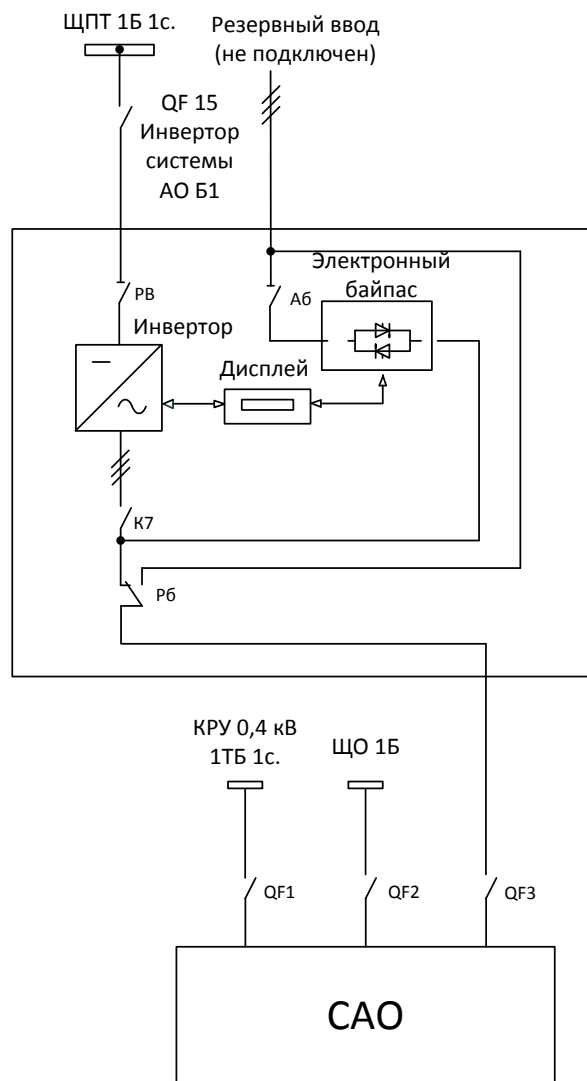 ЩПТ 1Б 1с.
Резервный ввод
(не подключен)
QF 15
Инвертор
системы
АО Б1
Электронный
байпас
РВ
Аб
Инвертор
Дисплей
К7
Рб
КРУ 0,4 кВ
1ТБ 1с.
ЩО 1Б
QF1
QF2
QF3
САО